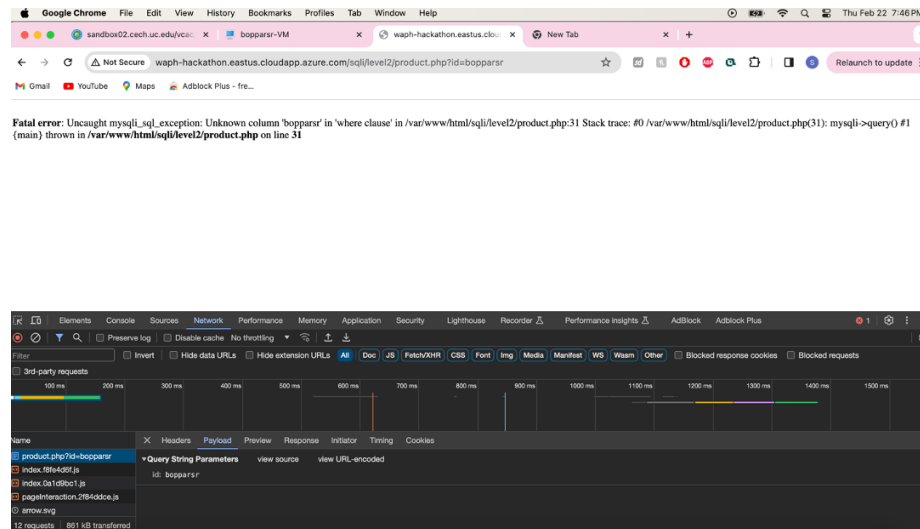 Google Chrome File Edit View History Bookmarks Profiles Tab Window Help Thu Feb 22 7:46PM
sandbox02.cech.uc.edu/vcac bopparsr-VM waph-hackathon.eastus.clou New Tab
Not Secure waph-hackathon.eastus.cloudapp.azure.com/sqli/level2/product.php?id=bopparsr ABP S Relaunch to update
Gmail YouTube Maps Adblock Plus - fre...
Fatal error: Uncaught mysqli_sql_exception: Unknown column 'bopparsr' in 'where clause' in /var/www/html/sqli/level2/product.php:31 Stack trace: #0 /var/www/html/sqli/level2/product.php(31): mysqli->query() #1
{main} thrown in /var/www/html/sqli/level2/product.php on line 31
Elements Console Sources Network Performance Memory Application Security Lighthouse Recorder Performance insights AdBlock Adblock Plus 1
Preserve log Disable cache No throttling
Filter Invert Hide data URLs Hide extension URLs All Doc JS Fetch/XHR CSS Font Img Media Manifest WS Wasm Other Blocked response cookies Blocked requests
3rd-party requests
100 ms 200 ms 300 ms 400 ms 500 ms 600 ms 700 ms 800 ms 900 ms 1000 ms 1100 ms 1200 ms 1300 ms 1400 ms 1500 ms
Name Headers Payload Preview Response Initiator Timing Cookies
product.php?id=bopparsr Query String Parameters view source view URL-encoded
index.f8fe4d6f.js id: bopparsr
index.0a1d9bc1.js
pageInteraction.2f84ddce.js
arrow.svg
12 requests 861 kB transferred